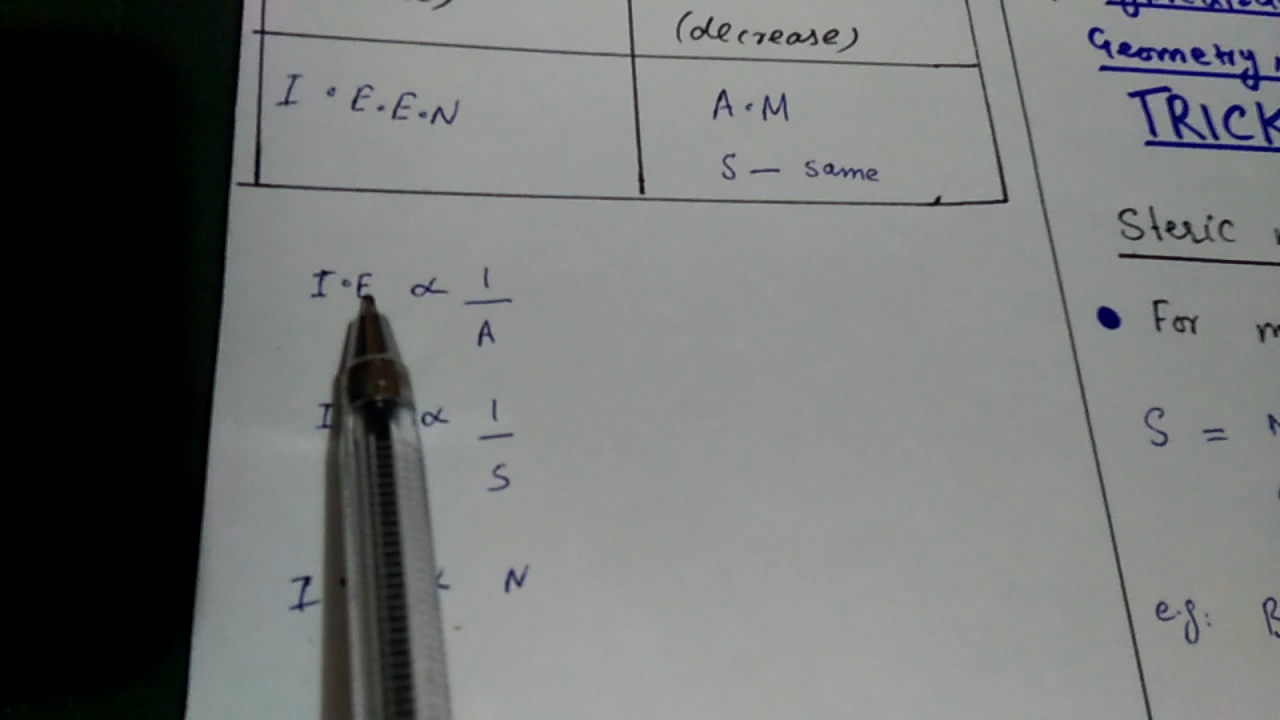 (decrease)
I • E.E.N
A.M
S — same
I.E ∝ 1/A
I ∝ 1/S
I N
Geometry
TRICK
Steric
• For
S =
e.g: